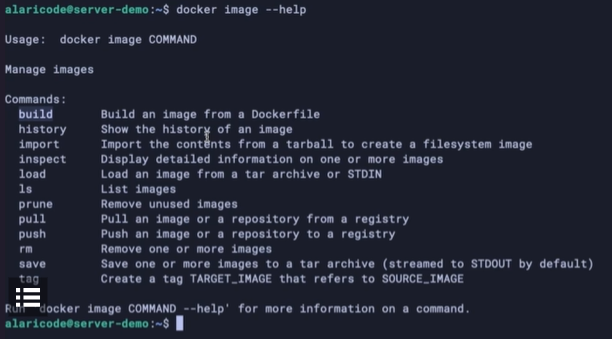 alaricode@server-demo:~$ docker image --help
Usage:  docker image COMMAND
Manage images
Commands:
build       Build an image from a Dockerfile
history     Show the history of an image
import      Import the contents from a tarball to create a filesystem image
inspect     Display detailed information on one or more images
load        Load an image from a tar archive or STDIN
ls          List images
prune       Remove unused images
pull        Pull an image or a repository from a registry
push        Push an image or a repository to a registry
rm          Remove one or more images
save        Save one or more images to a tar archive (streamed to STDOUT by default)
tag         Create a tag TARGET_IMAGE that refers to SOURCE_IMAGE
Run 'docker image COMMAND --help' for more information on a command.
alaricode@server-demo:~$